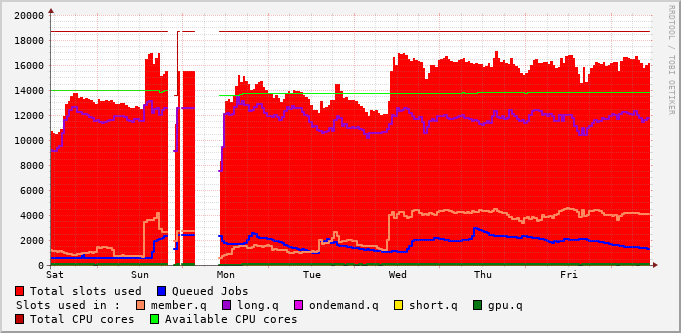 20000
18000
16000
14000
12000
10000
8000
6000
4000
2000
0
Sat Sun Mon Tue Wed Thu Fri
Total slots used Queued Jobs
Slots used in : member.q long.q ondemand.q short.q gpu.q
Total CPU cores Available CPU cores
RRDTOOL / TOBI OETIKER